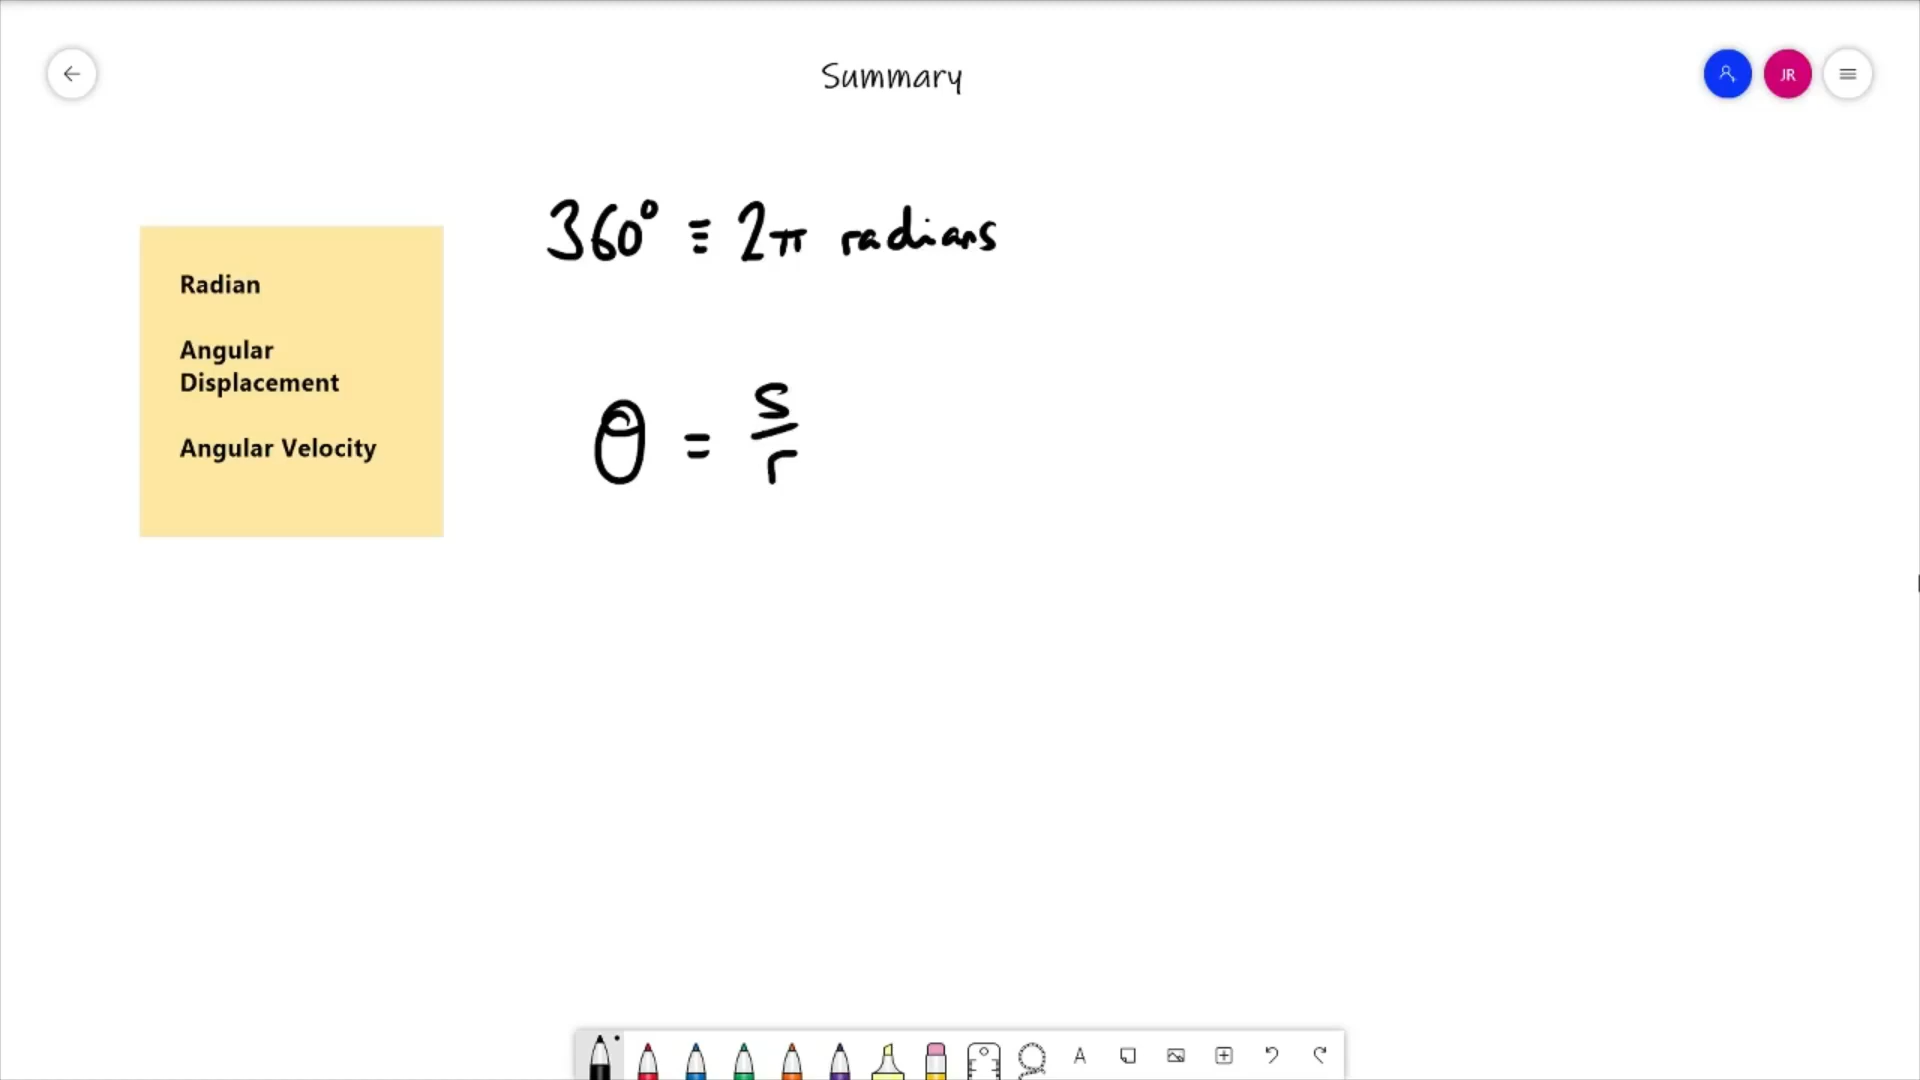 Summary
JR
360° ≡ 2π radians
Radian
Angular
Displacement
Angular Velocity
θ = s/r
A